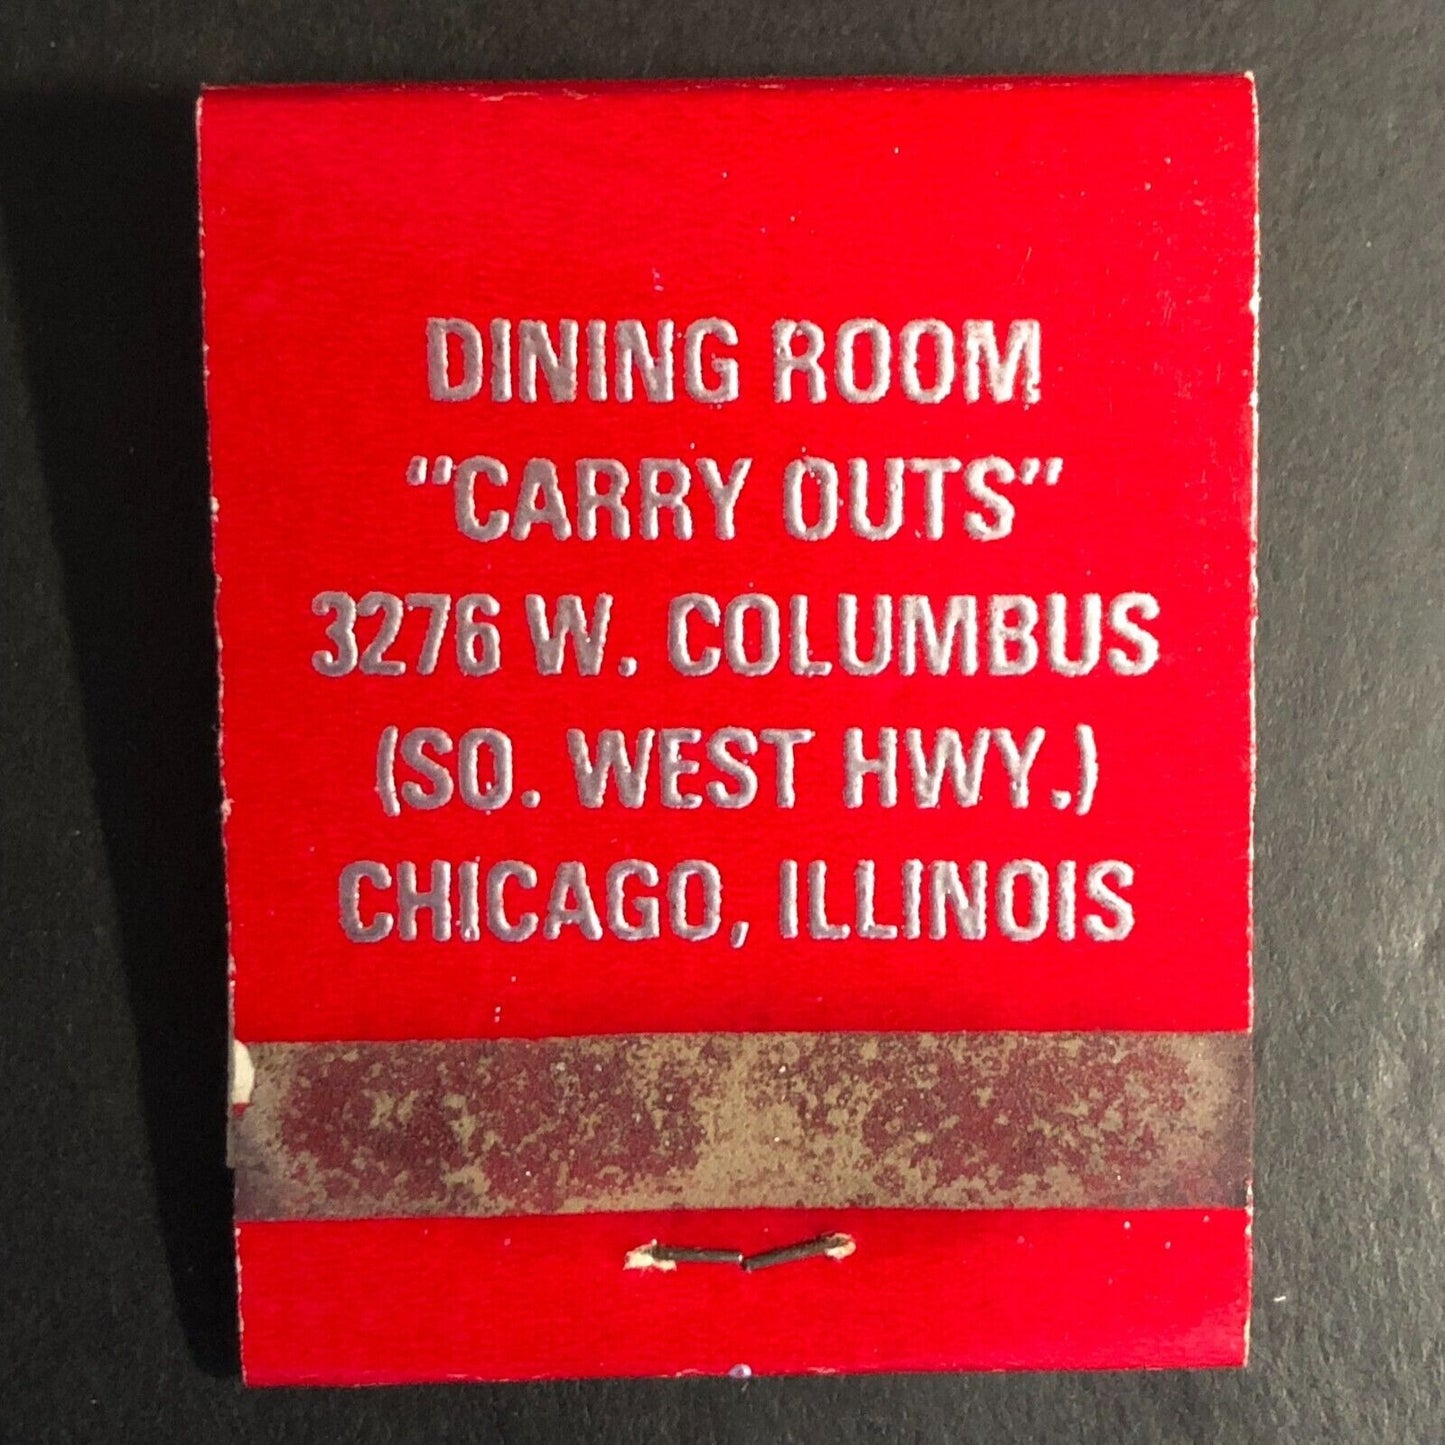 DINING ROOM
"CARRY OUTS"
3276 W. COLUMBUS
(SO. WEST HWY.)
CHICAGO, ILLINOIS